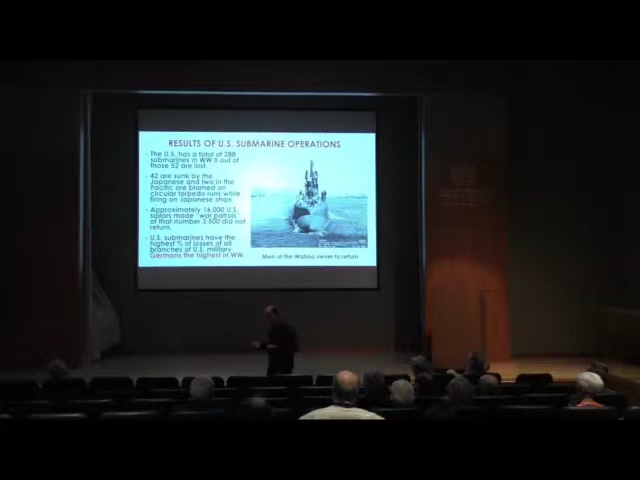 RESULTS OF U.S. SUBMARINE OPERATIONS
- The U.S. has a total of 288
submarines in WW II out of
those 52 are lost.
- 42 are sunk by the
Japanese and two in the
Pacific are blamed on
circular torpedo runs while
firing on Japanese ships
- Approximately 16,000 U.S.
sailors made "war patrols
of that number 3,500 did not
return.
- U.S. submarines have the
highest % of losses of all
branches of U.S. military.
Germans the highest in WW.
Men of the Wahoo never to return